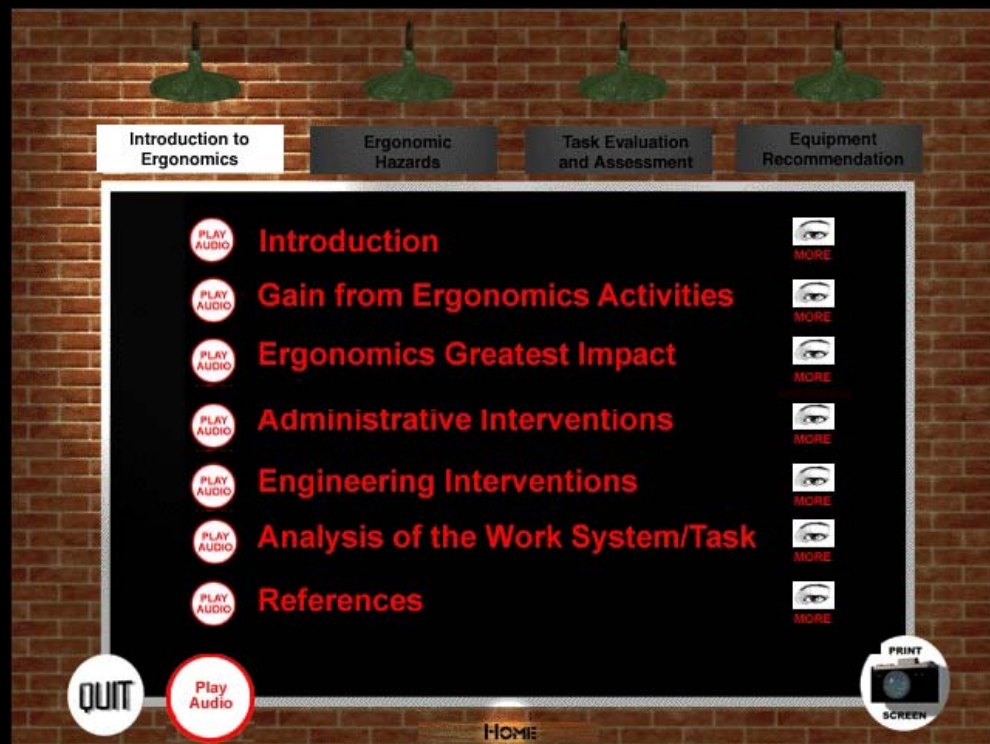 Introduction to
Ergonomics
Ergonomic
Hazards
Task Evaluation
and Assessment
Equipment
Recommendation
PLAY
AUDIO
Introduction
MORE
PLAY
AUDIO
Gain from Ergonomics Activities
MORE
PLAY
AUDIO
Ergonomics Greatest Impact
MORE
PLAY
AUDIO
Administrative Interventions
MORE
PLAY
AUDIO
Engineering Interventions
MORE
PLAY
AUDIO
Analysis of the Work System/Task
MORE
PLAY
AUDIO
References
MORE
QUIT
Play
Audio
HOME
PRINT
SCREEN